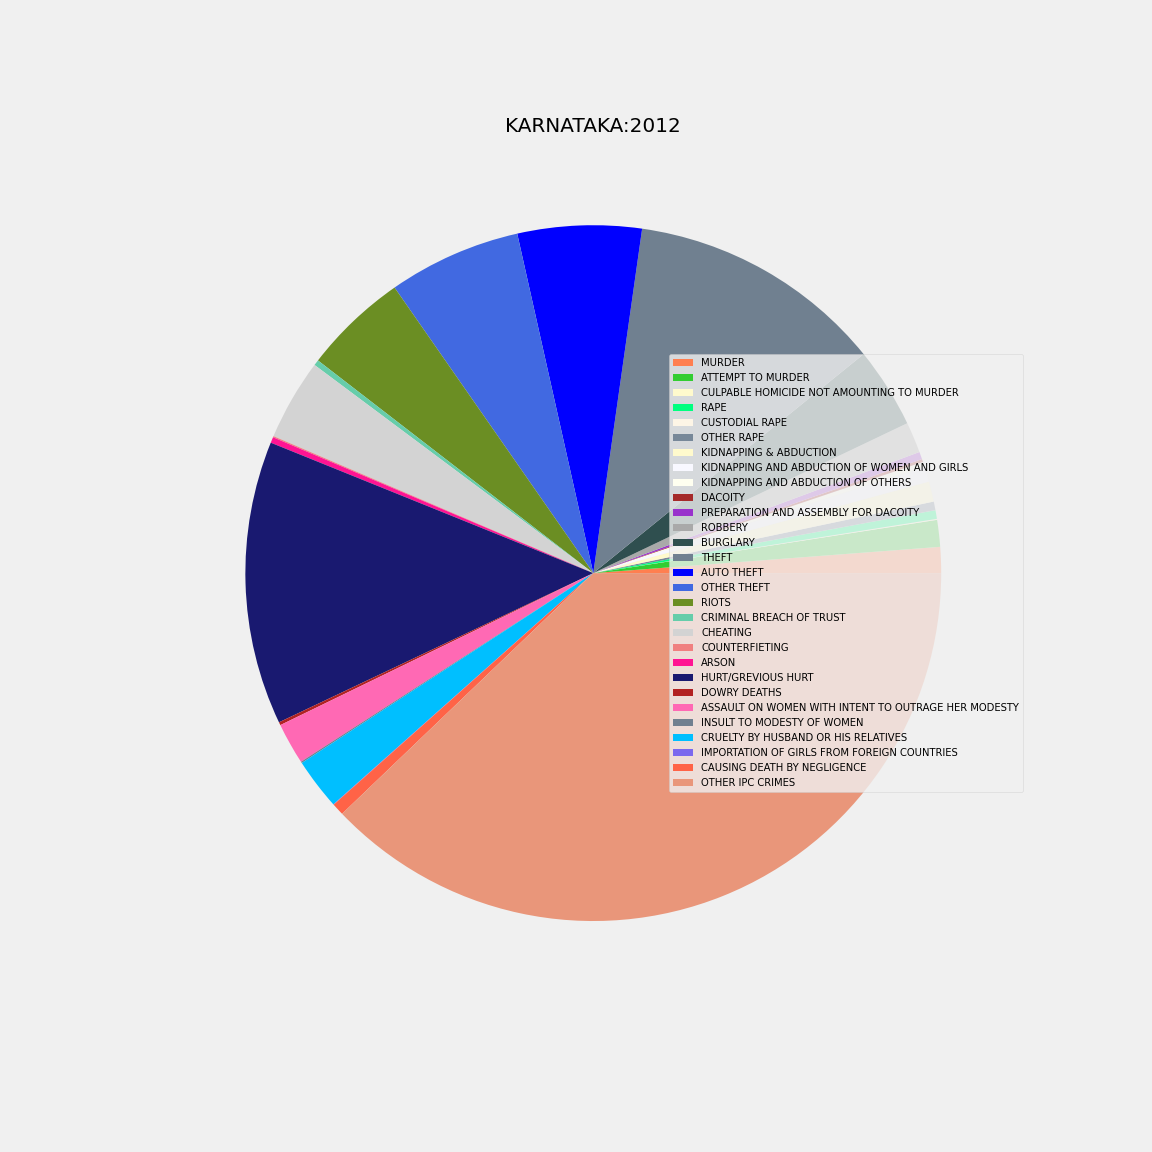 KARNATAKA:2012
MURDER
ATTEMPT TO MURDER
CULPABLE HOMICIDE NOT AMOUNTING TO MURDER
RAPE
CUSTODIAL RAPE
OTHER RAPE
KIDNAPPING & ABDUCTION
KIDNAPPING AND ABDUCTION OF WOMEN AND GIRLS
KIDNAPPING AND ABDUCTION OF OTHERS
DACOITY
PREPARATION AND ASSEMBLY FOR DACOITY
ROBBERY
BURGLARY
THEFT
AUTO THEFT
OTHER THEFT
RIOTS
CRIMINAL BREACH OF TRUST
CHEATING
COUNTERFIETING
ARSON
HURT/GREVIOUS HURT
DOWRY DEATHS
ASSAULT ON WOMEN WITH INTENT TO OUTRAGE HER MODESTY
INSULT TO MODESTY OF WOMEN
CRUELTY BY HUSBAND OR HIS RELATIVES
IMPORTATION OF GIRLS FROM FOREIGN COUNTRIES
CAUSING DEATH BY NEGLIGENCE
OTHER IPC CRIMES